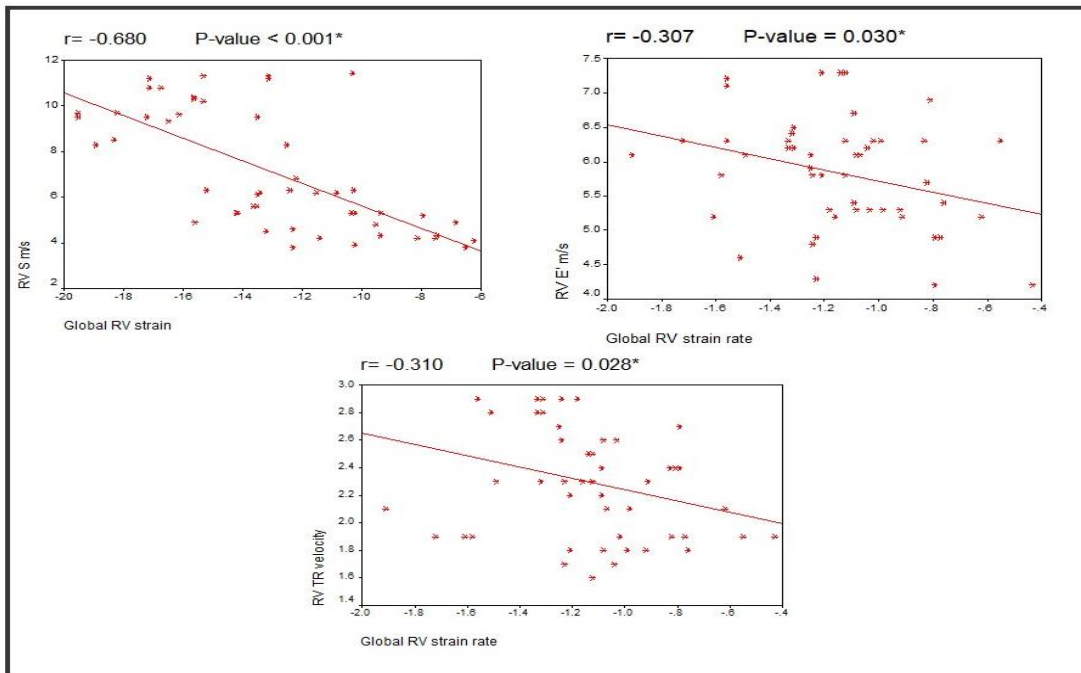 r= -0.680 P-value < 0.001*
12
10
8
6
4
2
RV S m/s
-20 -18 -16 -14 -12 -10 -8 -6
Global RV strain
r= -0.307 P-value = 0.030*
7.5
7.0
6.5
6.0
5.5
5.0
4.5
4.0
RV E' m/s
-2.0 -1.8 -1.6 -1.4 -1.2 -1.0 -.8 -.6 -.4
Global RV strain rate
r= -0.310 P-value = 0.028*
3.0
2.8
2.6
2.4
2.2
2.0
1.8
1.6
1.4
RV TR velocity
-2.0 -1.8 -1.6 -1.4 -1.2 -1.0 -.8 -.6 -.4
Global RV strain rate